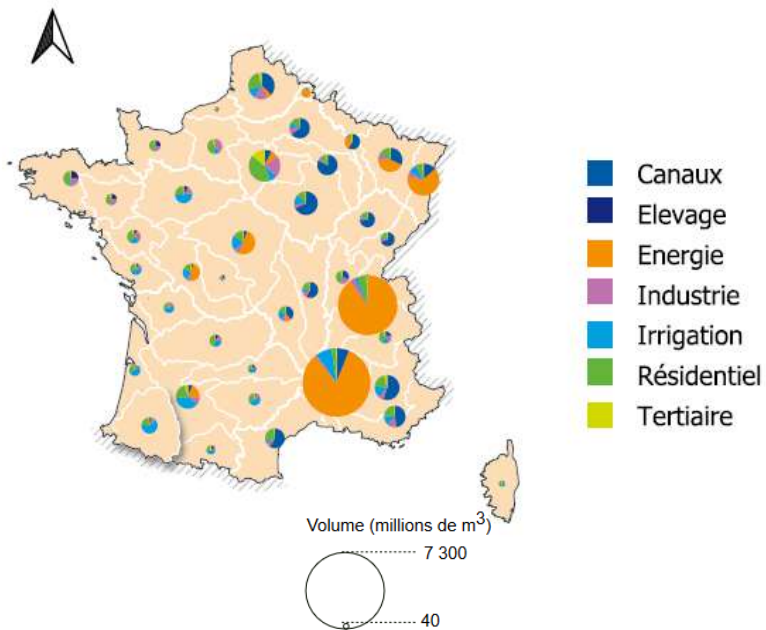 Canaux
Elevage
Energie
Industrie
Irrigation
Résidentiel
Tertiaire
Volume (millions de m³)
7 300
40